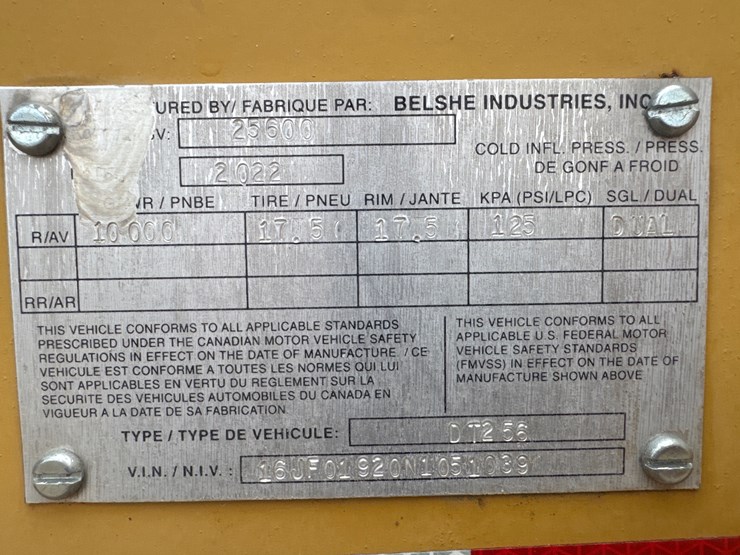 URED BY/ FABRIQUE PAR: BELSHE INDUSTRIES, INC
V: 25600
COLD INFL. PRESS. / PRESS.
DE GONF A FROID
2022
VR / PNBE TIRE / PNEU RIM / JANTE KPA (PSI/LPC) SGL / DUAL
R/AV 10000 17.5 17.5 125 DUAL
RR/AR
THIS VEHICLE CONFORMS TO ALL APPLICABLE STANDARDS
PRESCRIBED UNDER THE CANADIAN MOTOR VEHICLE SAFETY
REGULATIONS IN EFFECT ON THE DATE OF MANUFACTURE. / CE
VEHICULE EST CONFORME A TOUTES LES NORMES QUI LUI
SONT APPLICABLES EN VERTU DU REGLEMENT SUR LA
SECURITE DES VEHICULES AUTOMOBILES DU CANADA EN
VIGUEUR A LA DATE DE SA FABRICATION
THIS VEHICLE CONFORMS TO ALL
APPLICABLE U.S. FEDERAL MOTOR
VEHICLE SAFETY STANDARDS
(FMVSS) IN EFFECT ON THE DATE OF
MANUFACTURE SHOWN ABOVE
TYPE / TYPE DE VEHICULE: DT256
V.I.N. / N.I.V. : 16JF01920N1051039